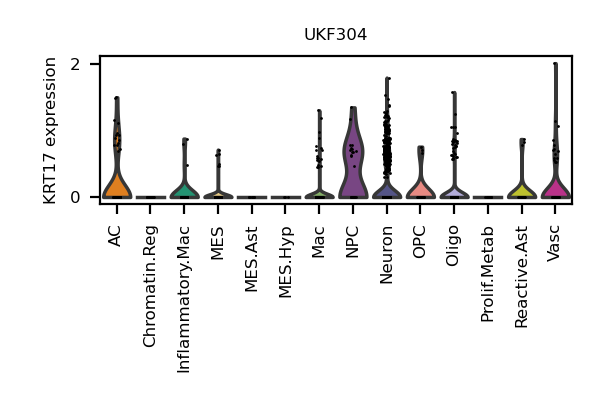 UKF304
KRT17 expression
2
0
AC
Chromatin.Reg
Inflammatory.Mac
MES
MES.Ast
MES.Hyp
Mac
NPC
Neuron
OPC
Oligo
Prolif.Metab
Reactive.Ast
Vasc